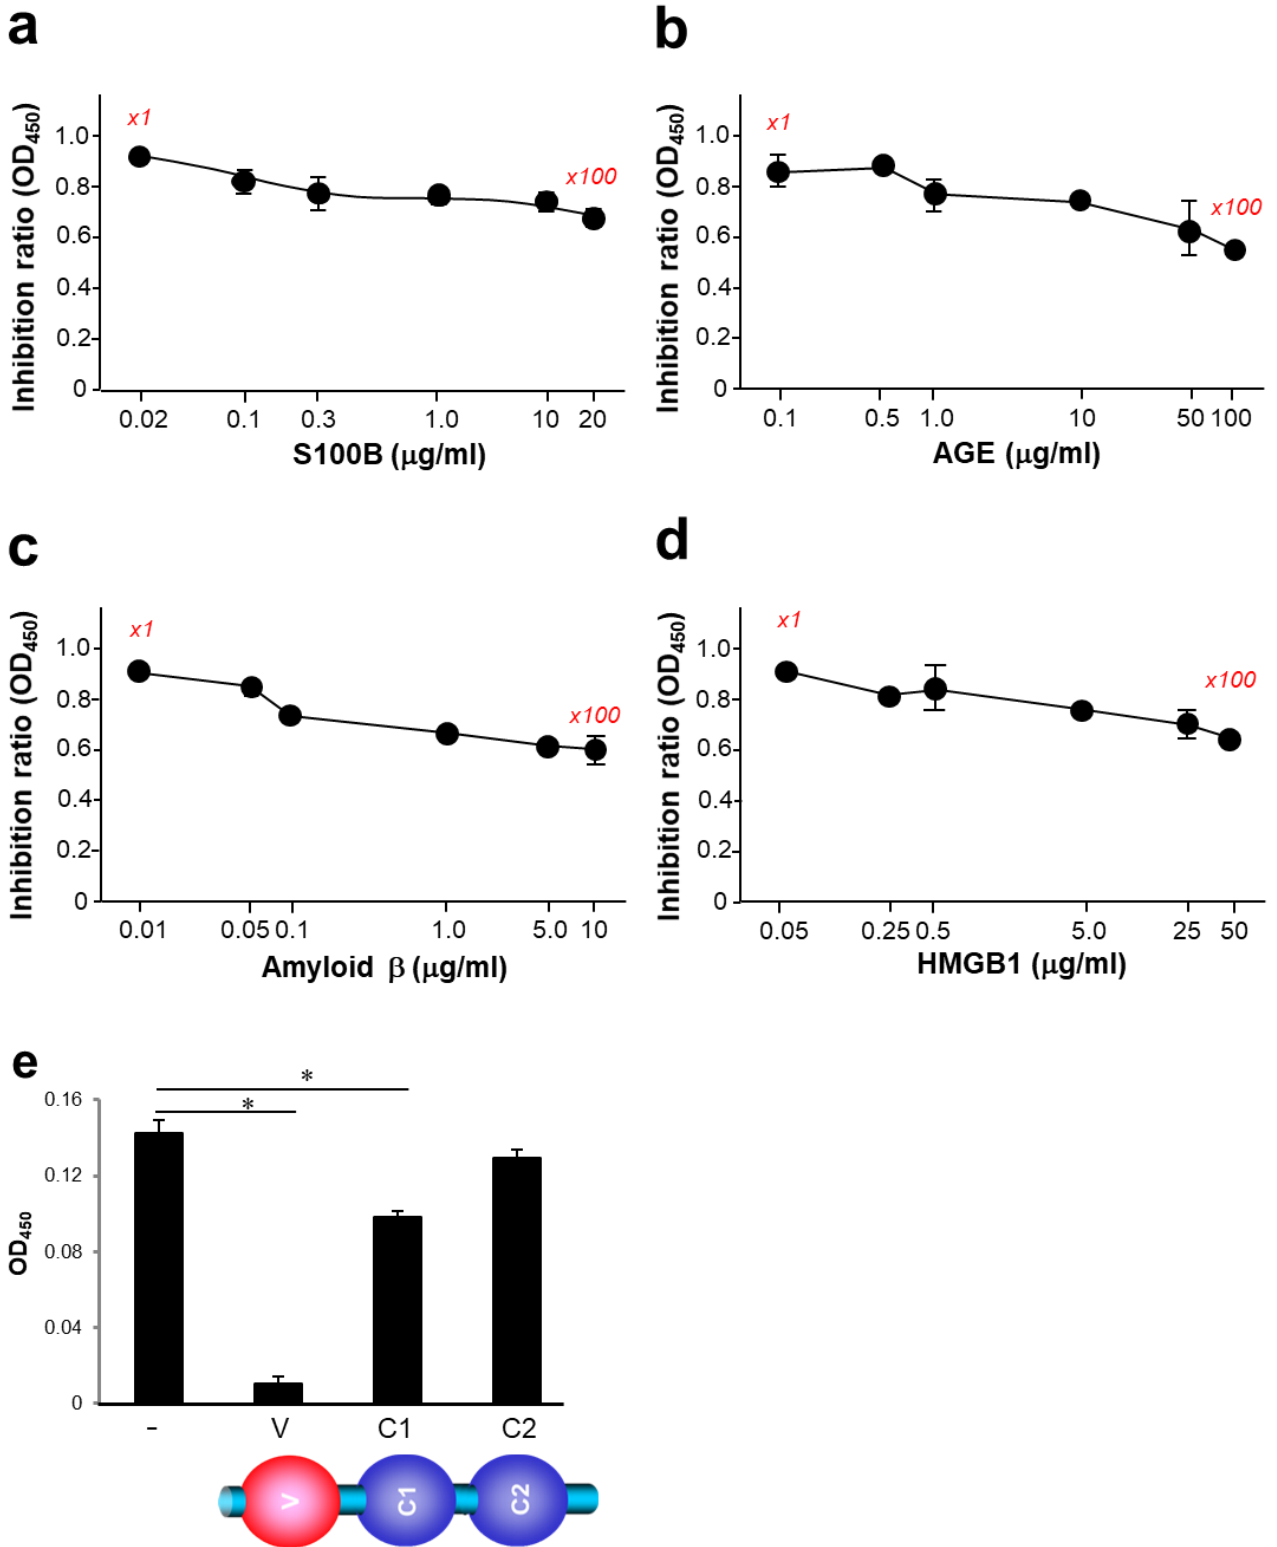 a
Inhibition ratio (OD450)
1.0
0.8
0.6
0.4
0.2
0
x1
x100
0.02 0.1 0.3 1.0 10 20
S100B (μg/ml)
b
Inhibition ratio (OD450)
1.0
0.8
0.6
0.4
0.2
0
x1
x100
0.1 0.5 1.0 10 50 100
AGE (μg/ml)
c
Inhibition ratio (OD450)
1.0
0.8
0.6
0.4
0.2
0
x1
x100
0.01 0.05 0.1 1.0 5.0 10
Amyloid β (μg/ml)
d
Inhibition ratio (OD450)
1.0
0.8
0.6
0.4
0.2
0
x1
x100
0.05 0.25 0.5 5.0 25 50
HMGB1 (μg/ml)
e
OD450
0.16
0.12
0.08
0.04
0
*
*
- V C1 C2
V C1 C2